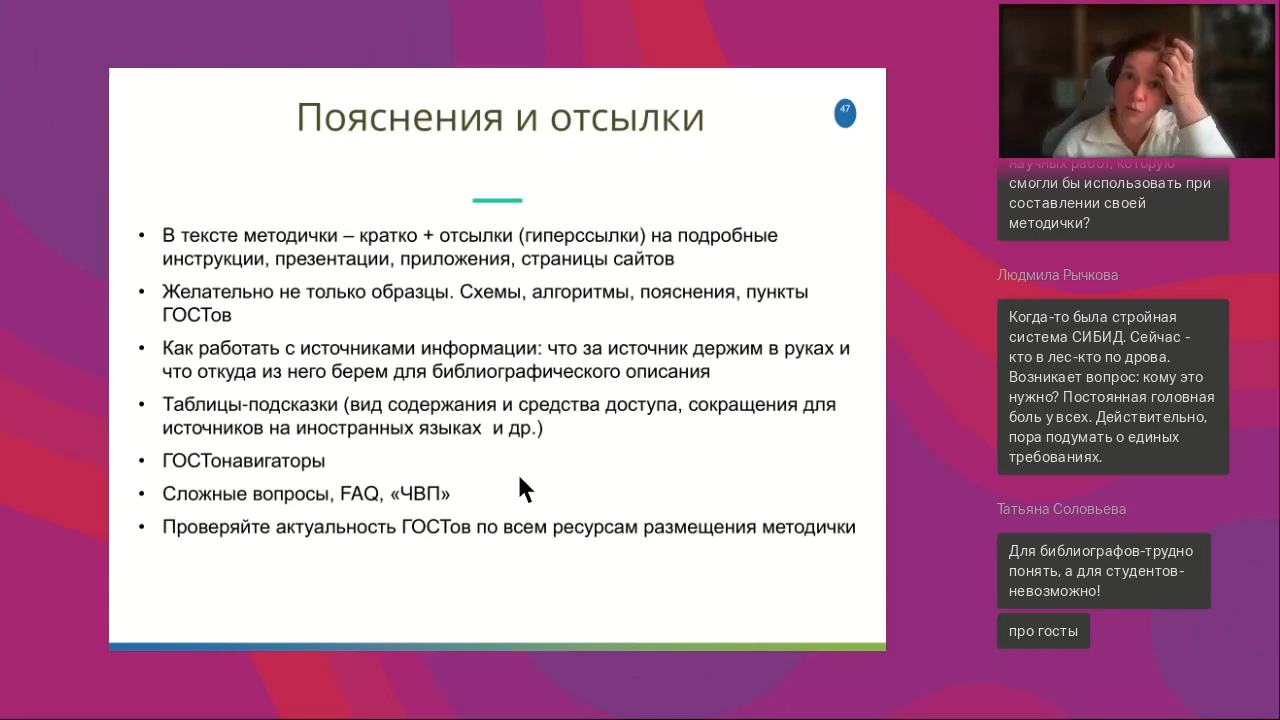 Пояснения и отсылки
47
• В тексте методички – кратко + отсылки (гиперссылки) на подробные
инструкции, презентации, приложения, страницы сайтов
• Желательно не только образцы. Схемы, алгоритмы, пояснения, пункты
ГОСТов
• Как работать с источниками информации: что за источник держим в руках и
что откуда из него берем для библиографического описания
• Таблицы-подсказки (вид содержания и средства доступа, сокращения для
источников на иностранных языках и др.)
• ГОСТонавигаторы
• Сложные вопросы, FAQ, «ЧВП»
• Проверяйте актуальность ГОСТов по всем ресурсам размещения методички
научных работ, которую
смогли бы использовать при
составлении своей
методички?
Людмила Рычкова
Когда-то была стройная
система СИБИД. Сейчас -
кто в лес-кто по дрова.
Возникает вопрос: кому это
нужно? Постоянная головная
боль у всех. Действительно,
пора подумать о единых
требованиях.
Татьяна Соловьева
Для библиографов-трудно
понять, а для студентов-
невозможно!
про госты